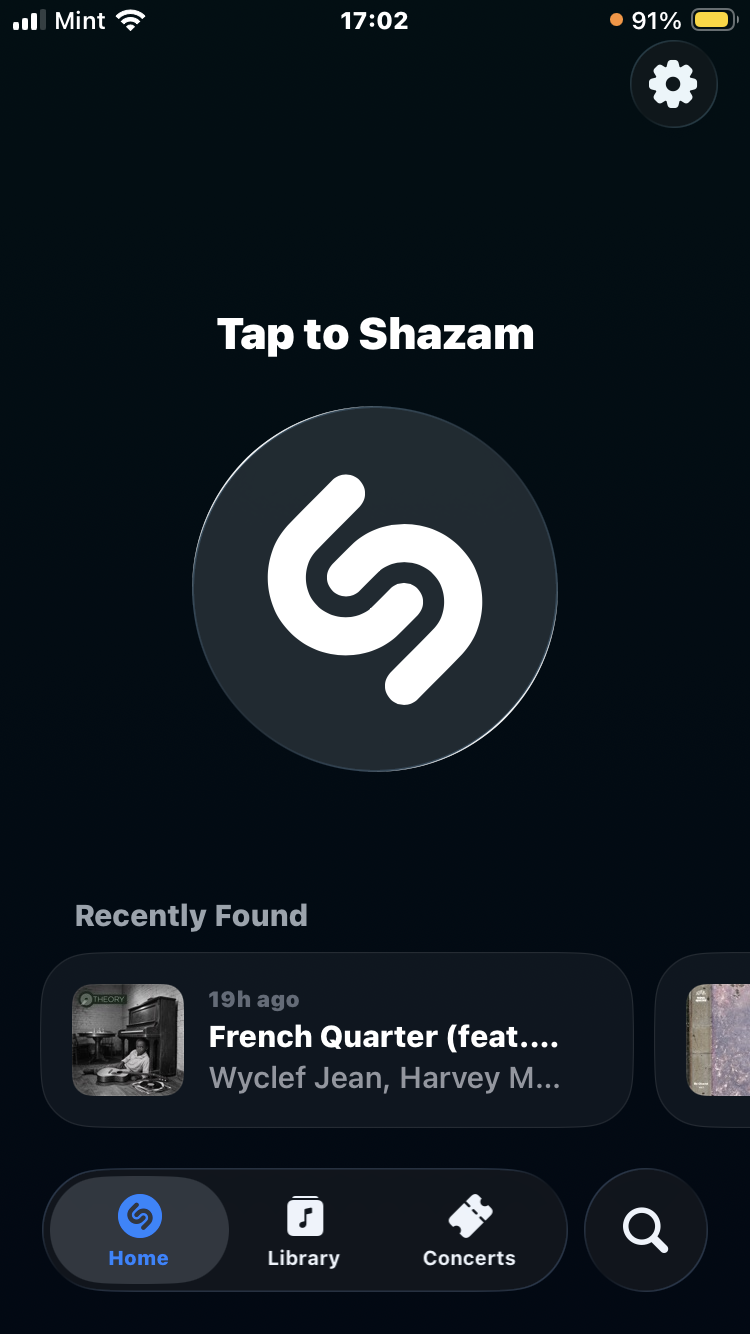 Mint 17:02 91%
Tap to Shazam
Recently Found
THEORY
19h ago
French Quarter (feat....
Wyclef Jean, Harvey M...
Home Library Concerts